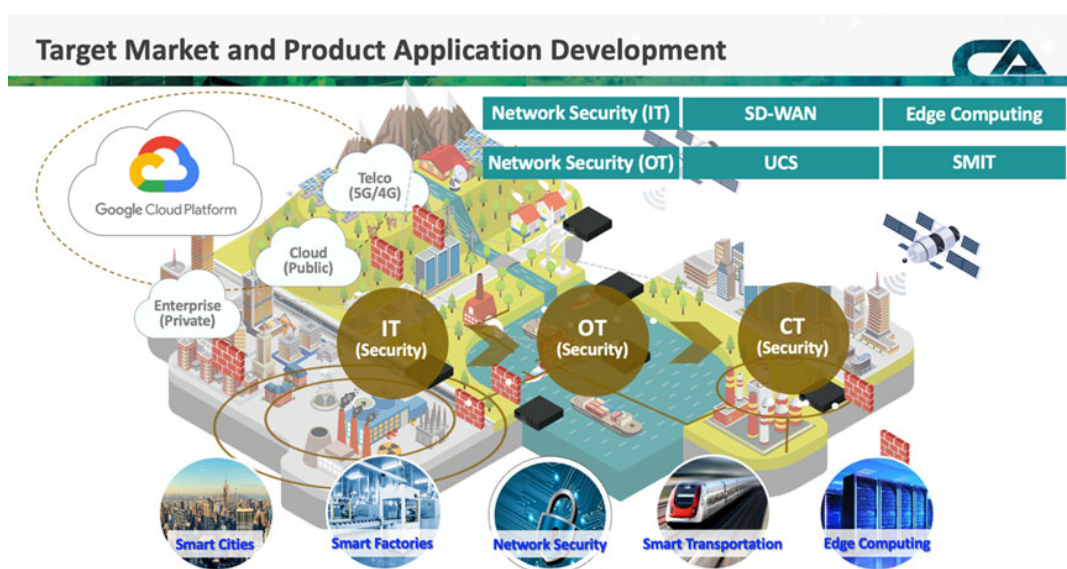 Target Market and Product Application Development
CA
Network Security (IT)
SD-WAN
Edge Computing
Network Security (OT)
UCS
SMIT
Google Cloud Platform
Telco
(5G/4G)
Cloud
(Public)
Enterprise
(Private)
IT
(Security)
OT
(Security)
CT
(Security)
Smart Cities
Smart Factories
Network Security
Smart Transportation
Edge Computing